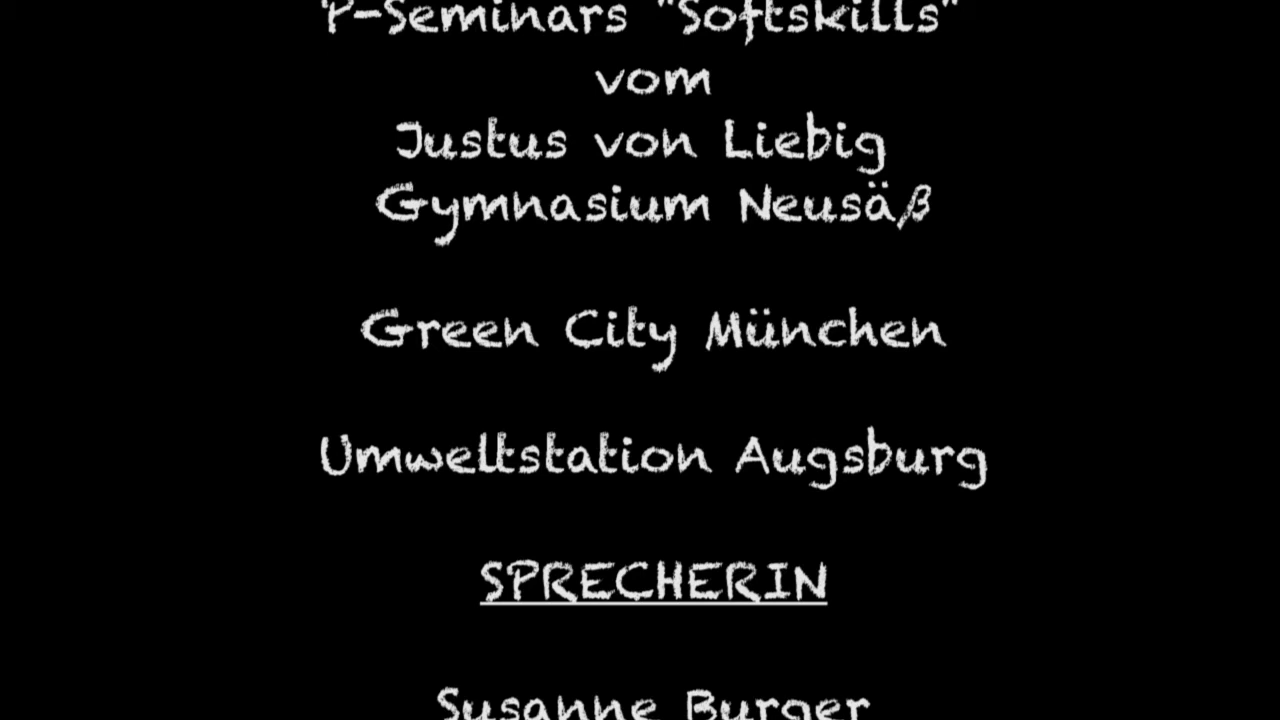 P-Seminars "Softskills"
vom
Justus von Liebig
Gymnasium Neusäß
Green City München
Umweltstation Augsburg
SPRECHERIN
Susanne Burger